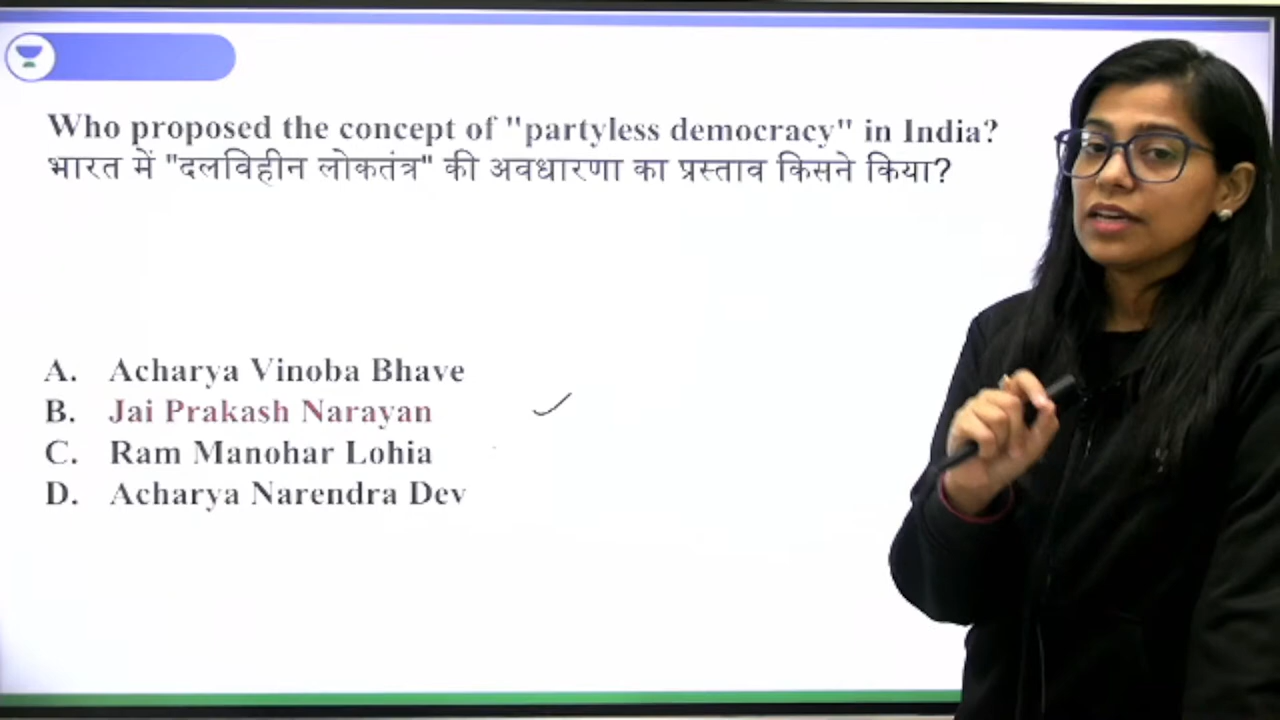 Who proposed the concept of "partyless democracy" in India?
भारत में "दलविहीन लोकतंत्र" की अवधारणा का प्रस्ताव किसने किया?
A. Acharya Vinoba Bhave
B. Jai Prakash Narayan
C. Ram Manohar Lohia
D. Acharya Narendra Dev